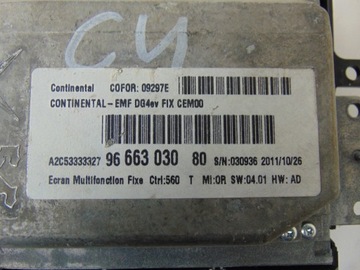 C4
Continental COFOR: 09297E
CONTINENTAL-EMF DG4ev FIX CEM00
A2C53333327 96 663 030 80 S/N:030936 2011/10/26
Ecran Multifonction Fixe Ctrl:560 T MI:OR SW:04.01 HW: AD